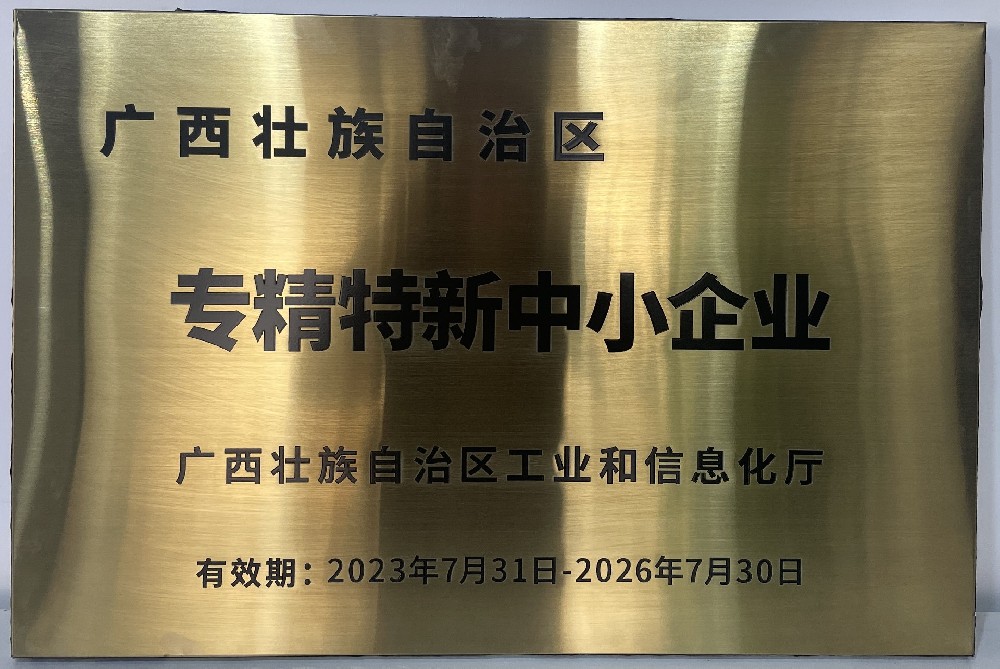 广西壮族自治区
专精特新中小企业
广西壮族自治区工业和信息化厅
有效期：2023年7月31日-2026年7月30日